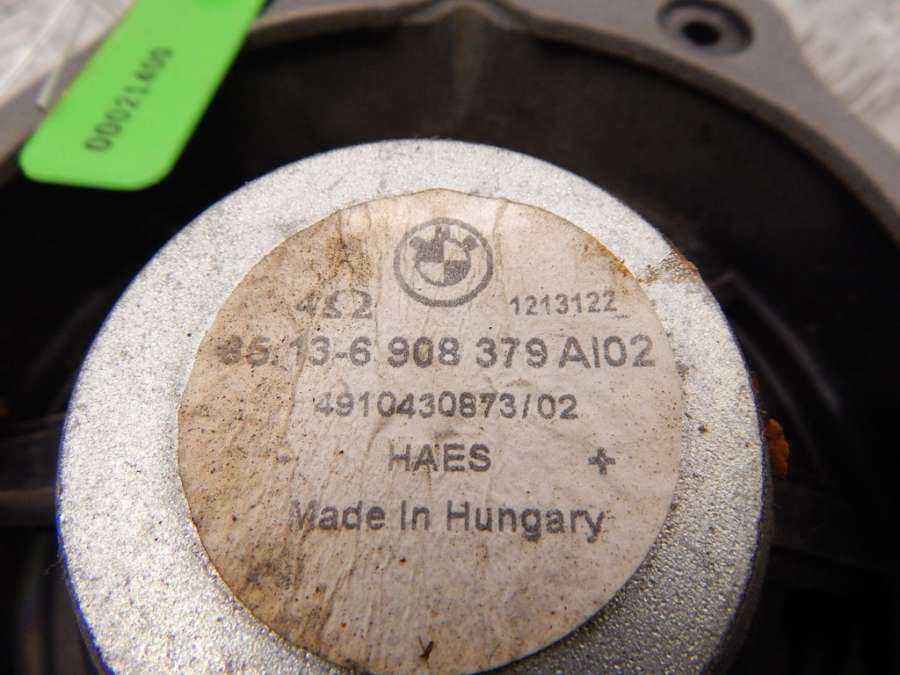 00021400
4Ω 1213122
65.13-6 908 379 AI02
4910430873/02
HAES
- +
Made In Hungary